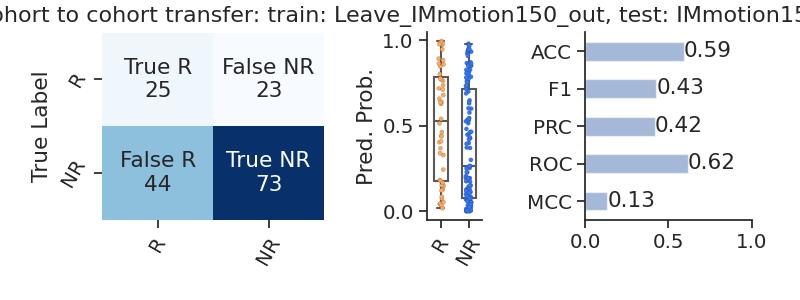 ohort to cohort transfer: train: Leave_IMmotion150_out, test: IMmotion15
True Label
R
NR
True R
25
False NR
23
False R
44
True NR
73
R
NR
Pred. Prob.
1.0
0.5
0.0
R
NR
ACC
0.59
F1
0.43
PRC
0.42
ROC
0.62
MCC
0.13
0.0
0.5
1.0